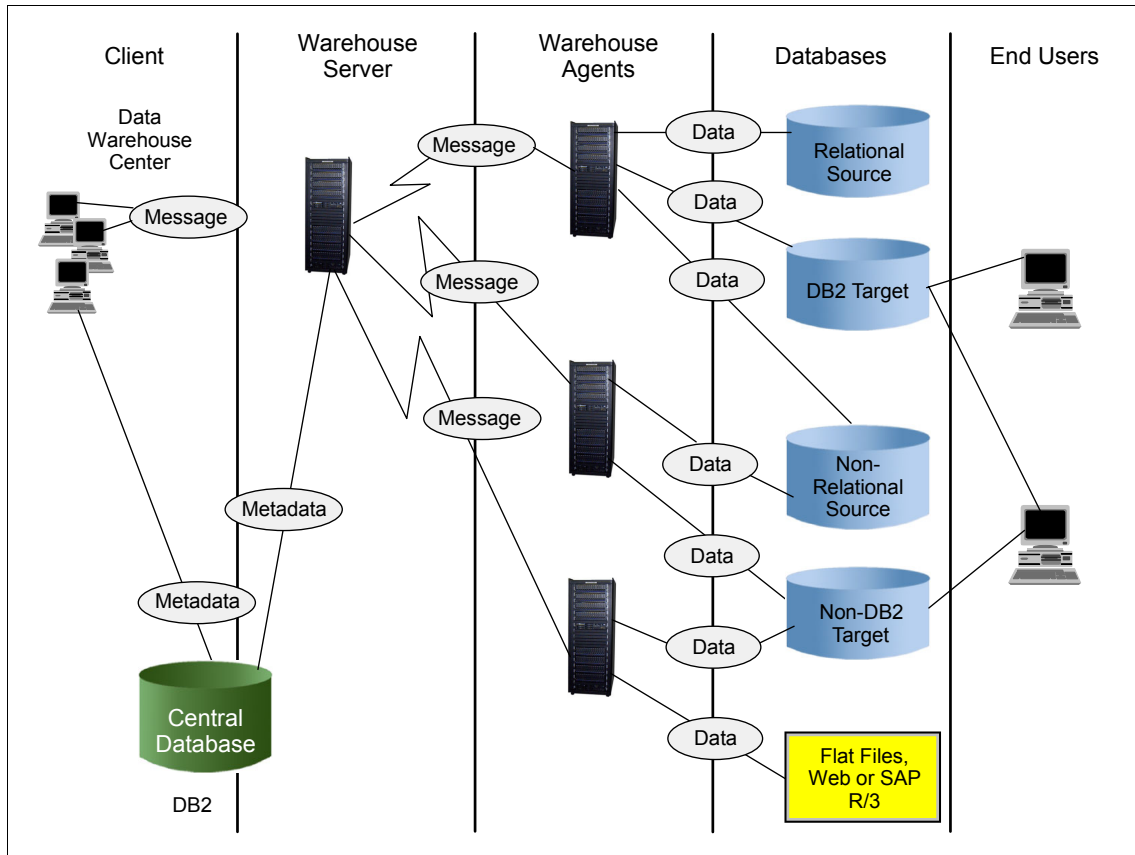 Client
Warehouse
Server
Warehouse
Agents
Databases
End Users
Data
Warehouse
Center
Message
Message
Data
Relational
Source
Data
Message
Data
DB2 Target
Message
Data
Non-
Relational
Source
Metadata
Data
Metadata
Data
Non-DB2
Target
Central
Database
Data
Flat Files,
Web or SAP
R/3
DB2